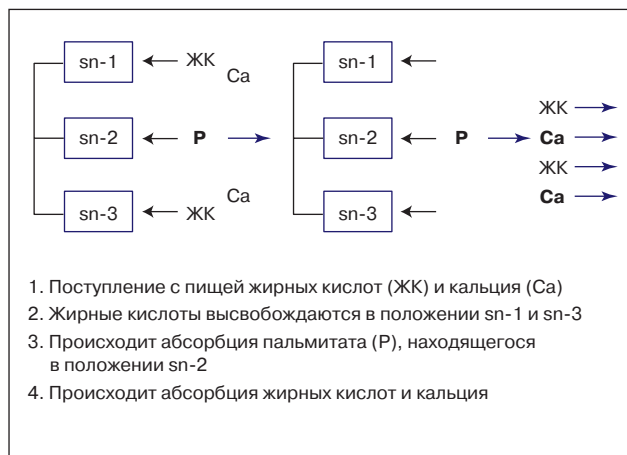 sn-1 ЖК Ca sn-1
ЖК
sn-2 P sn-2 P Ca
ЖК
Ca Ca
sn-3 ЖК sn-3
1. Поступление с пищей жирных кислот (ЖК) и кальция (Ca)
2. Жирные кислоты высвобождаются в положении sn-1 и sn-3
3. Происходит абсорбция пальмитата (P), находящегося
в положении sn-2
4. Происходит абсорбция жирных кислот и кальция